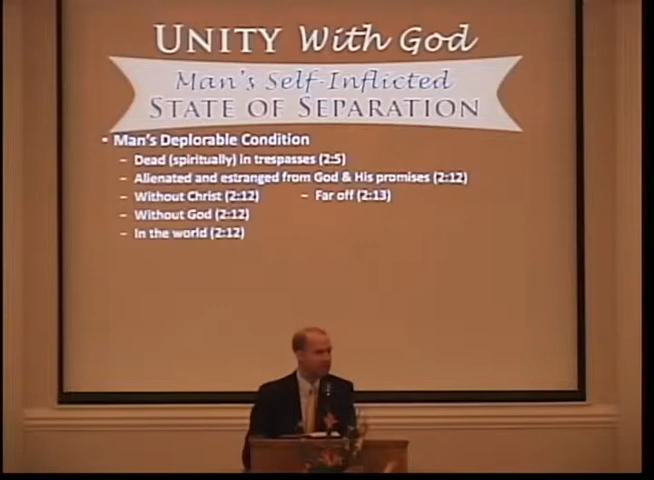 UNITY With God
Man's Self-Inflicted
STATE OF SEPARATION
• Man's Deplorable Condition
– Dead (spiritually) in trespasses (2:5)
– Alienated and estranged from God & His promises (2:12)
– Without Christ (2:12) – Far off (2:13)
– Without God (2:12)
– In the world (2:12)